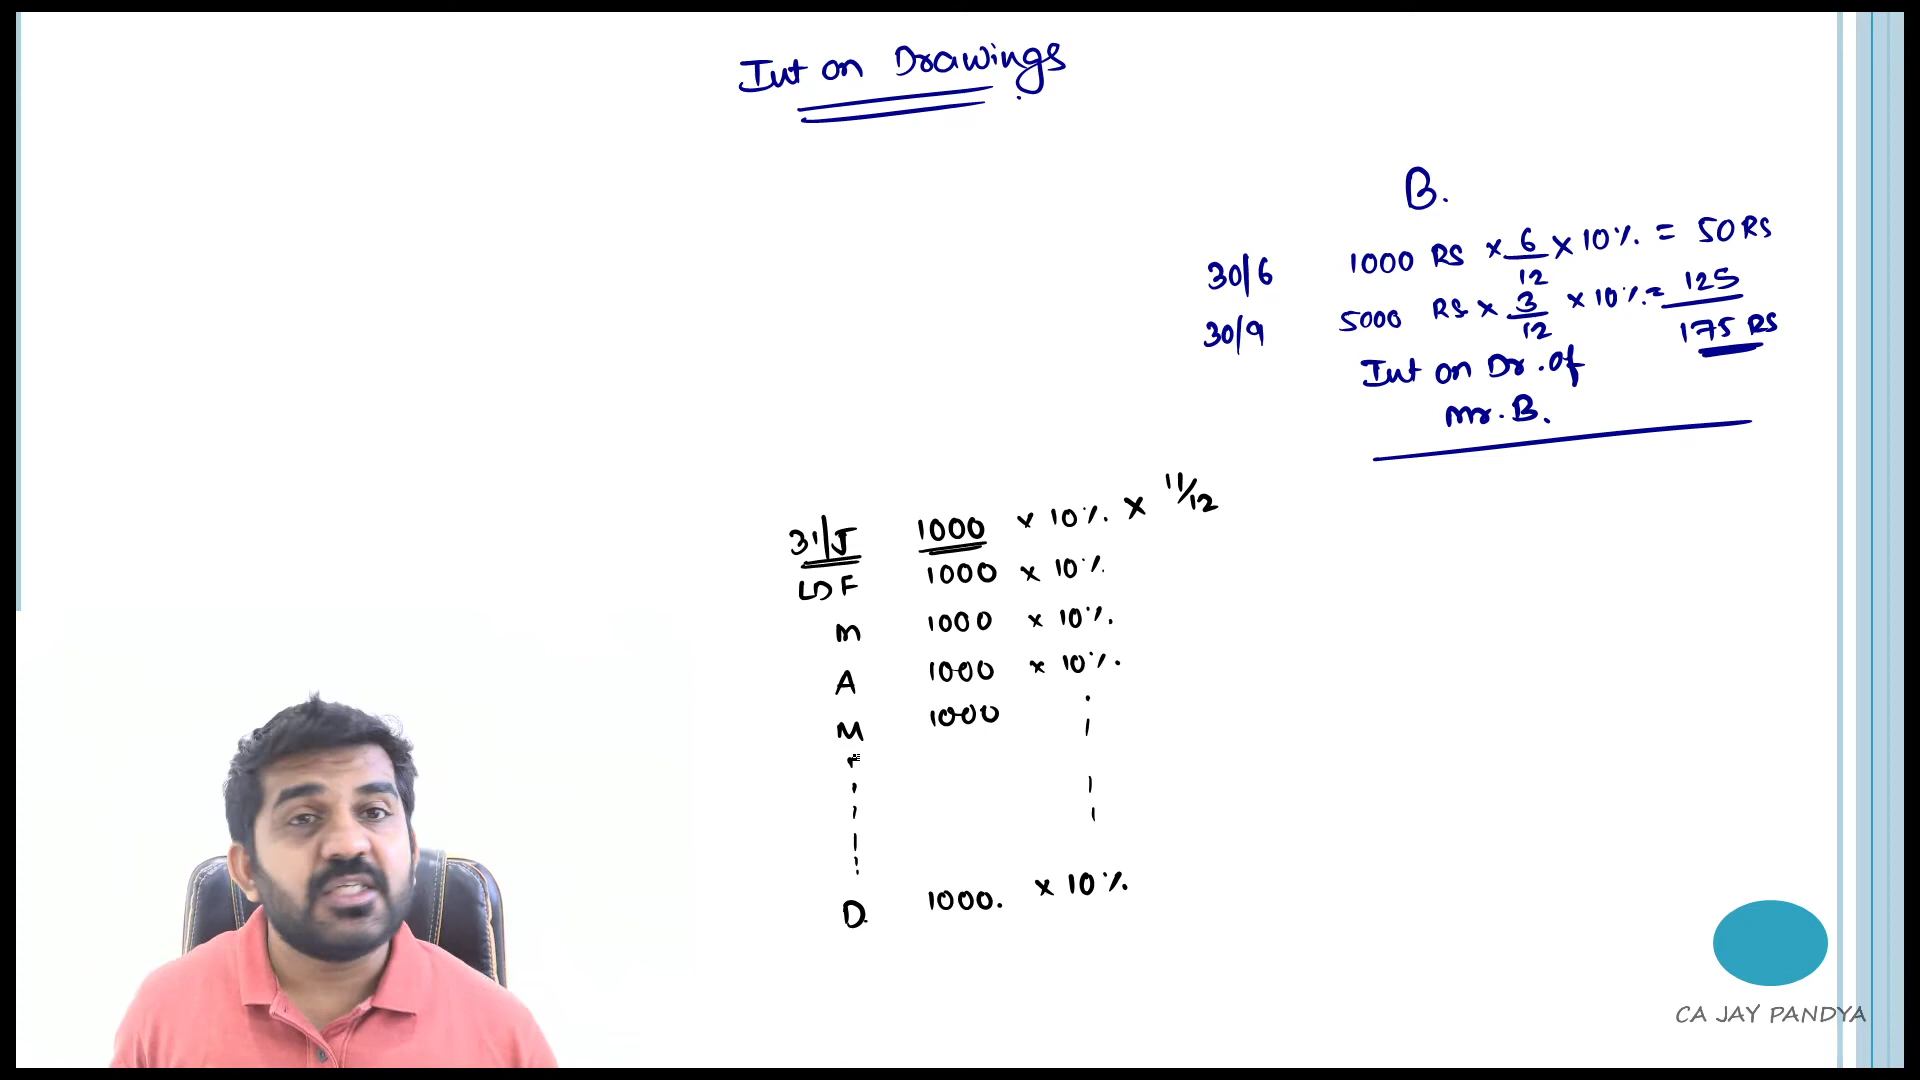 Int on Drawings
B.
30/6 1000 RS × 6/12 × 10% = 50 RS
30/9 5000 RS × 3/12 × 10% = 125
175 RS
Int on Dr. of
Mr. B.
31/J 1000 × 10% × 11/12
LD F 1000 × 10%
M 1000 × 10%.
A 1000 × 10%.
M 1000
D. 1000. × 10%
CA JAY PANDYA